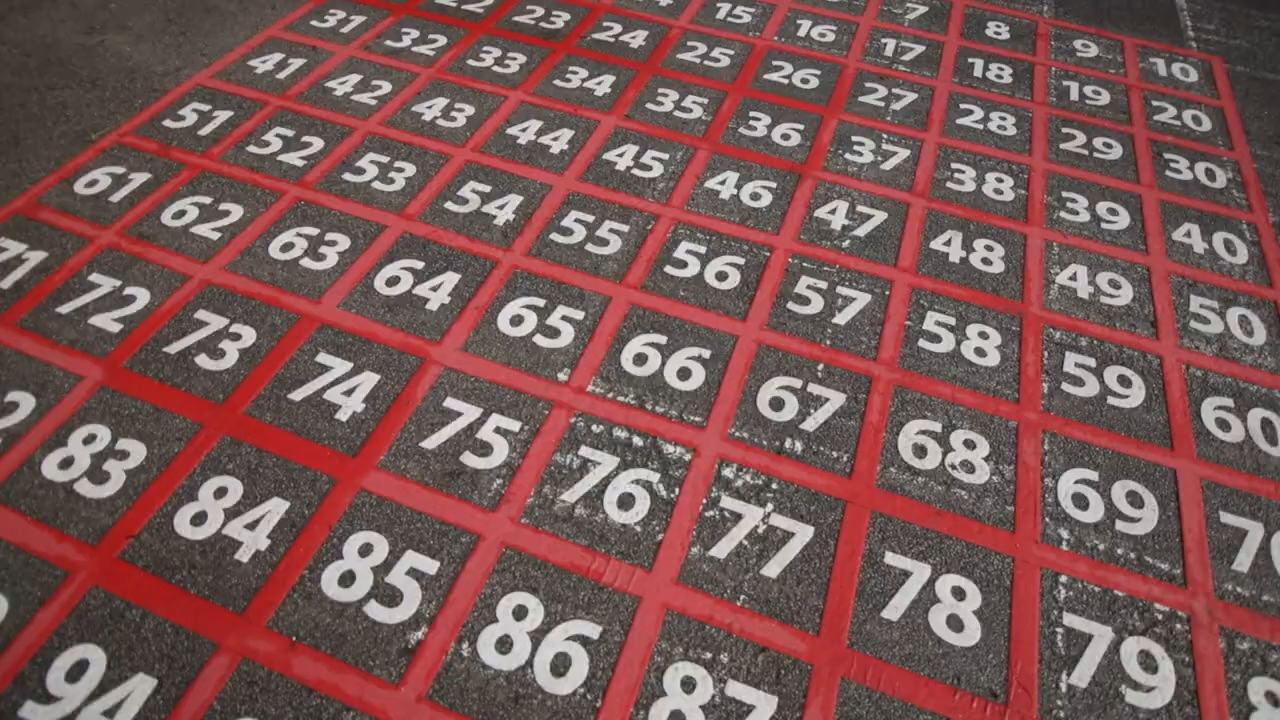 7 8 9 10
15 16 17 18 19 20
22 23 24 25 26 27 28 29 30
31 32 33 34 35 36 37 38 39 40
41 42 43 44 45 46 47 48 49 50
51 52 53 54 55 56 57 58 59 60
61 62 63 64 65 66 67 68 69 70
71 72 73 74 75 76 77 78 79
83 84 85 86 87
94